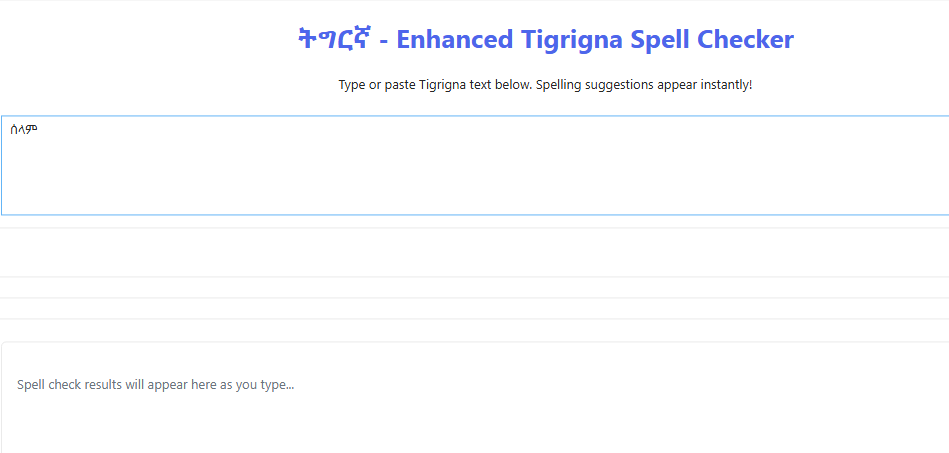 ትግርኛ - Enhanced Tigrigna Spell Checker
Type or paste Tigrigna text below. Spelling suggestions appear instantly!
ሰላም
Spell check results will appear here as you type...